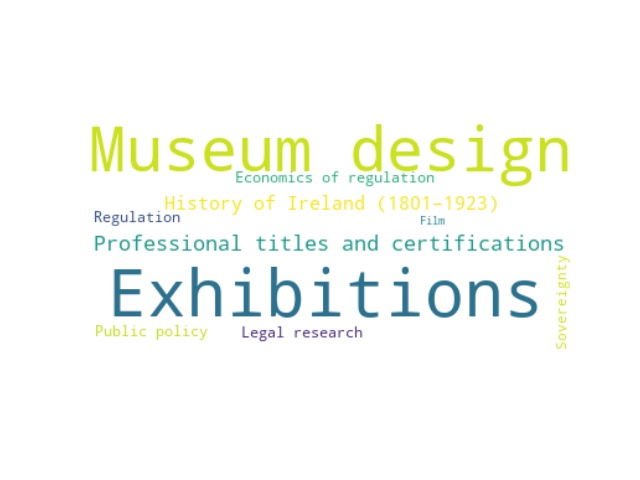 Museum design
Economics of regulation
History of Ireland (1801–1923)
Regulation
Film
Professional titles and certifications
Exhibitions
Sovereignty
Public policy
Legal research